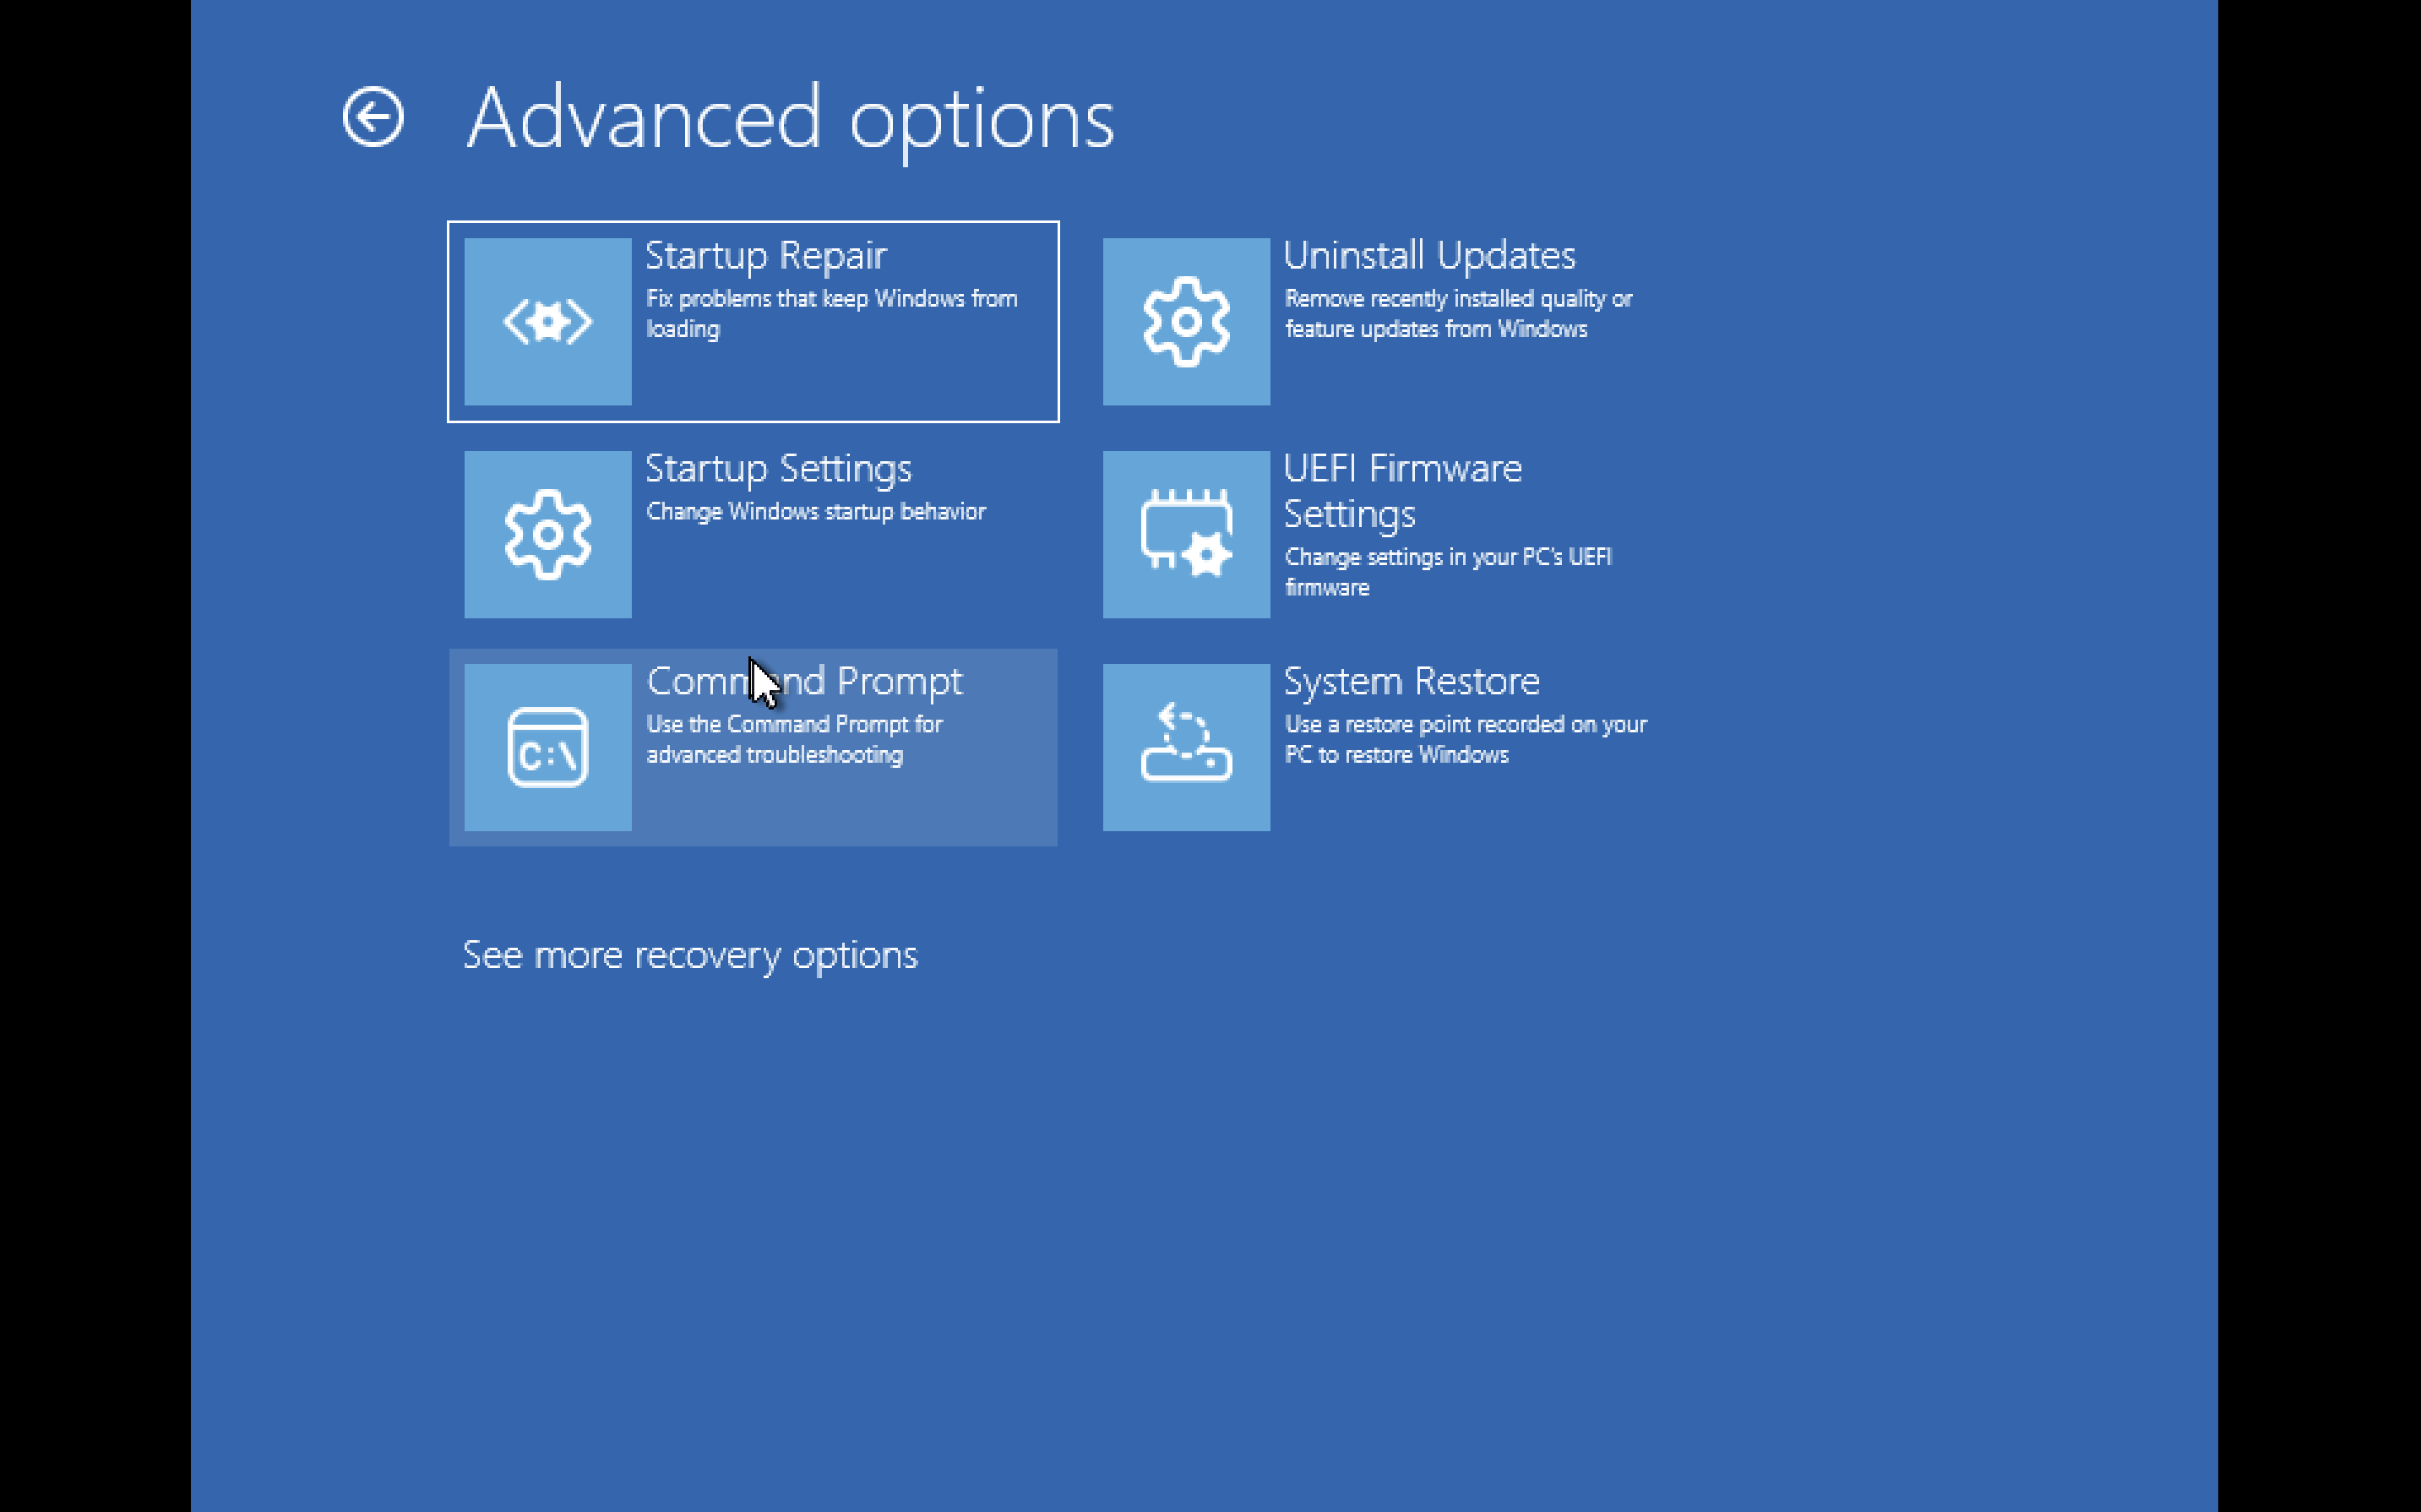 Advanced options
Startup Repair
Fix problems that keep Windows from
loading
Uninstall Updates
Remove recently installed quality or
feature updates from Windows
Startup Settings
Change Windows startup behavior
UEFI Firmware
Settings
Change settings in your PC's UEFI
firmware
C:\
Command Prompt
Use the Command Prompt for
advanced troubleshooting
System Restore
Use a restore point recorded on your
PC to restore Windows
See more recovery options